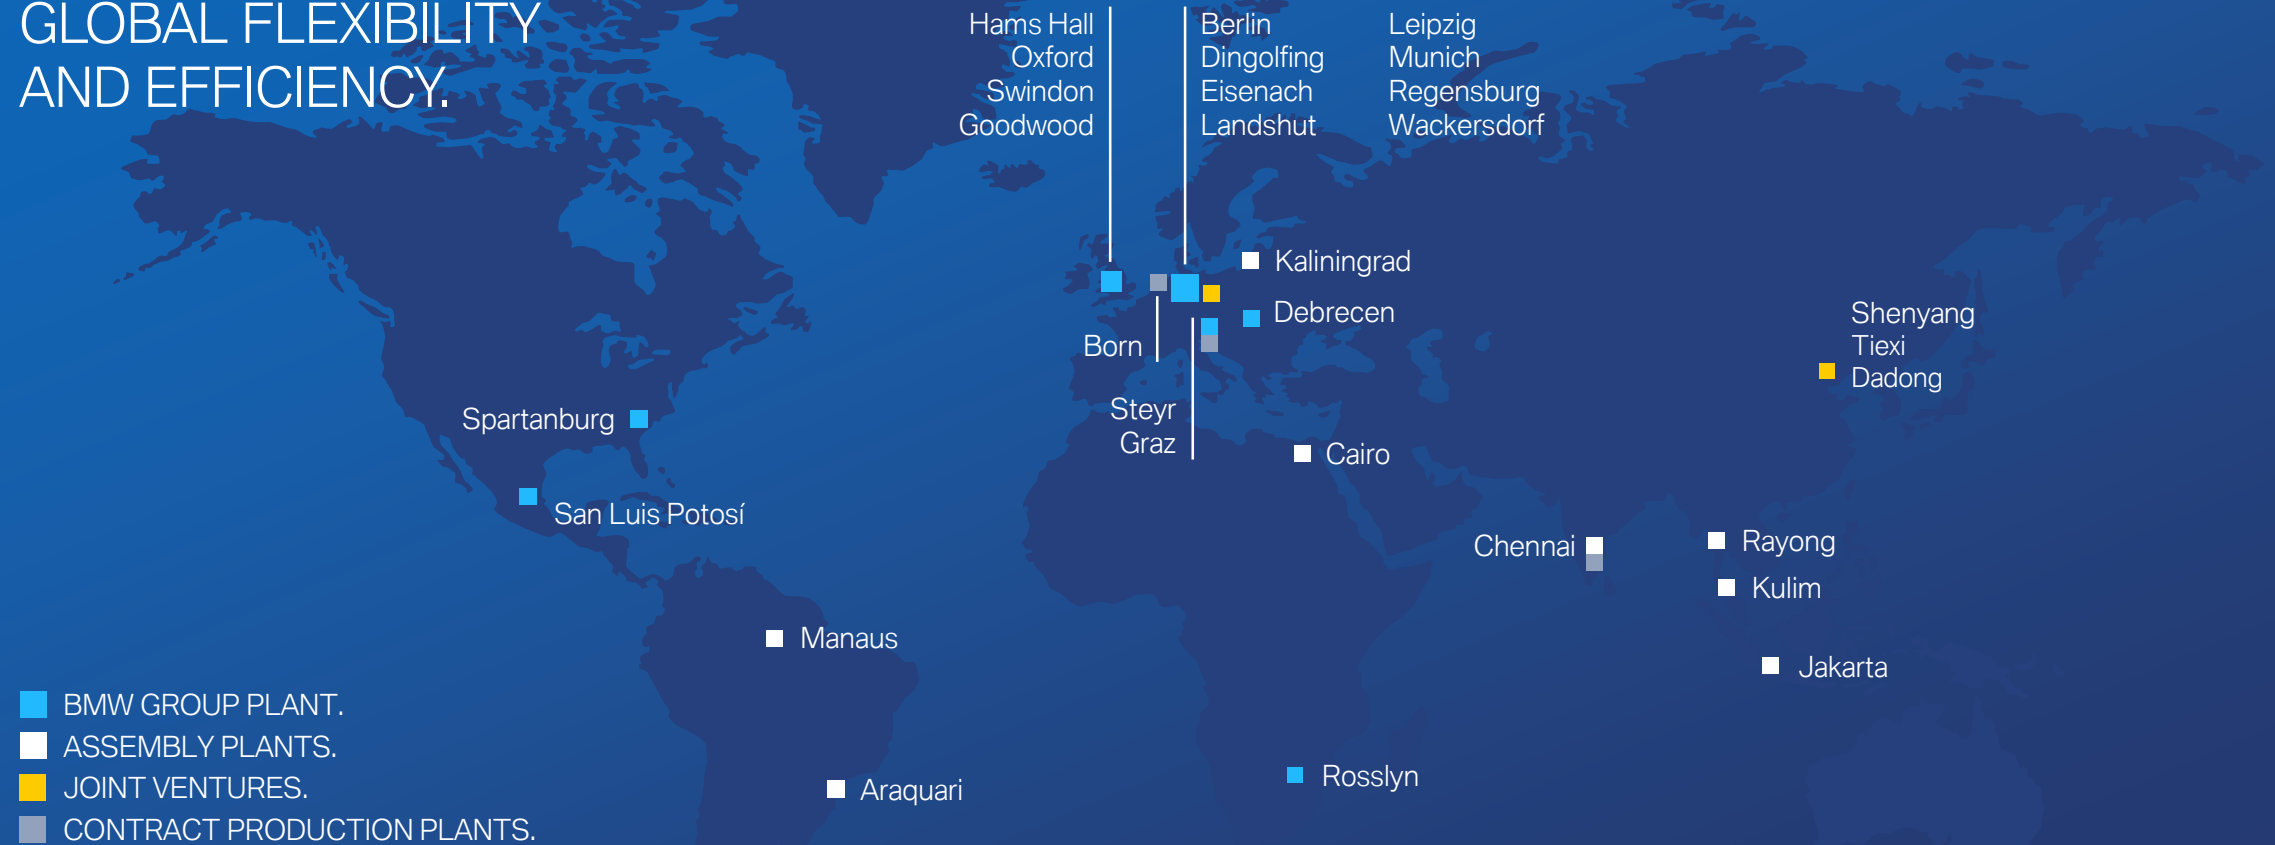 GLOBAL FLEXIBILITY
AND EFFICIENCY.
Hams Hall
Oxford
Swindon
Goodwood
Berlin
Dingolfing
Eisenach
Landshut
Leipzig
Munich
Regensburg
Wackersdorf
Kaliningrad
Debrecen
Born
Steyr
Graz
Shenyang
Tiexi
Dadong
Spartanburg
San Luis Potosí
Cairo
Chennai
Rayong
Kulim
Manaus
Jakarta
Araquari
Rosslyn
BMW GROUP PLANT.
ASSEMBLY PLANTS.
JOINT VENTURES.
CONTRACT PRODUCTION PLANTS.